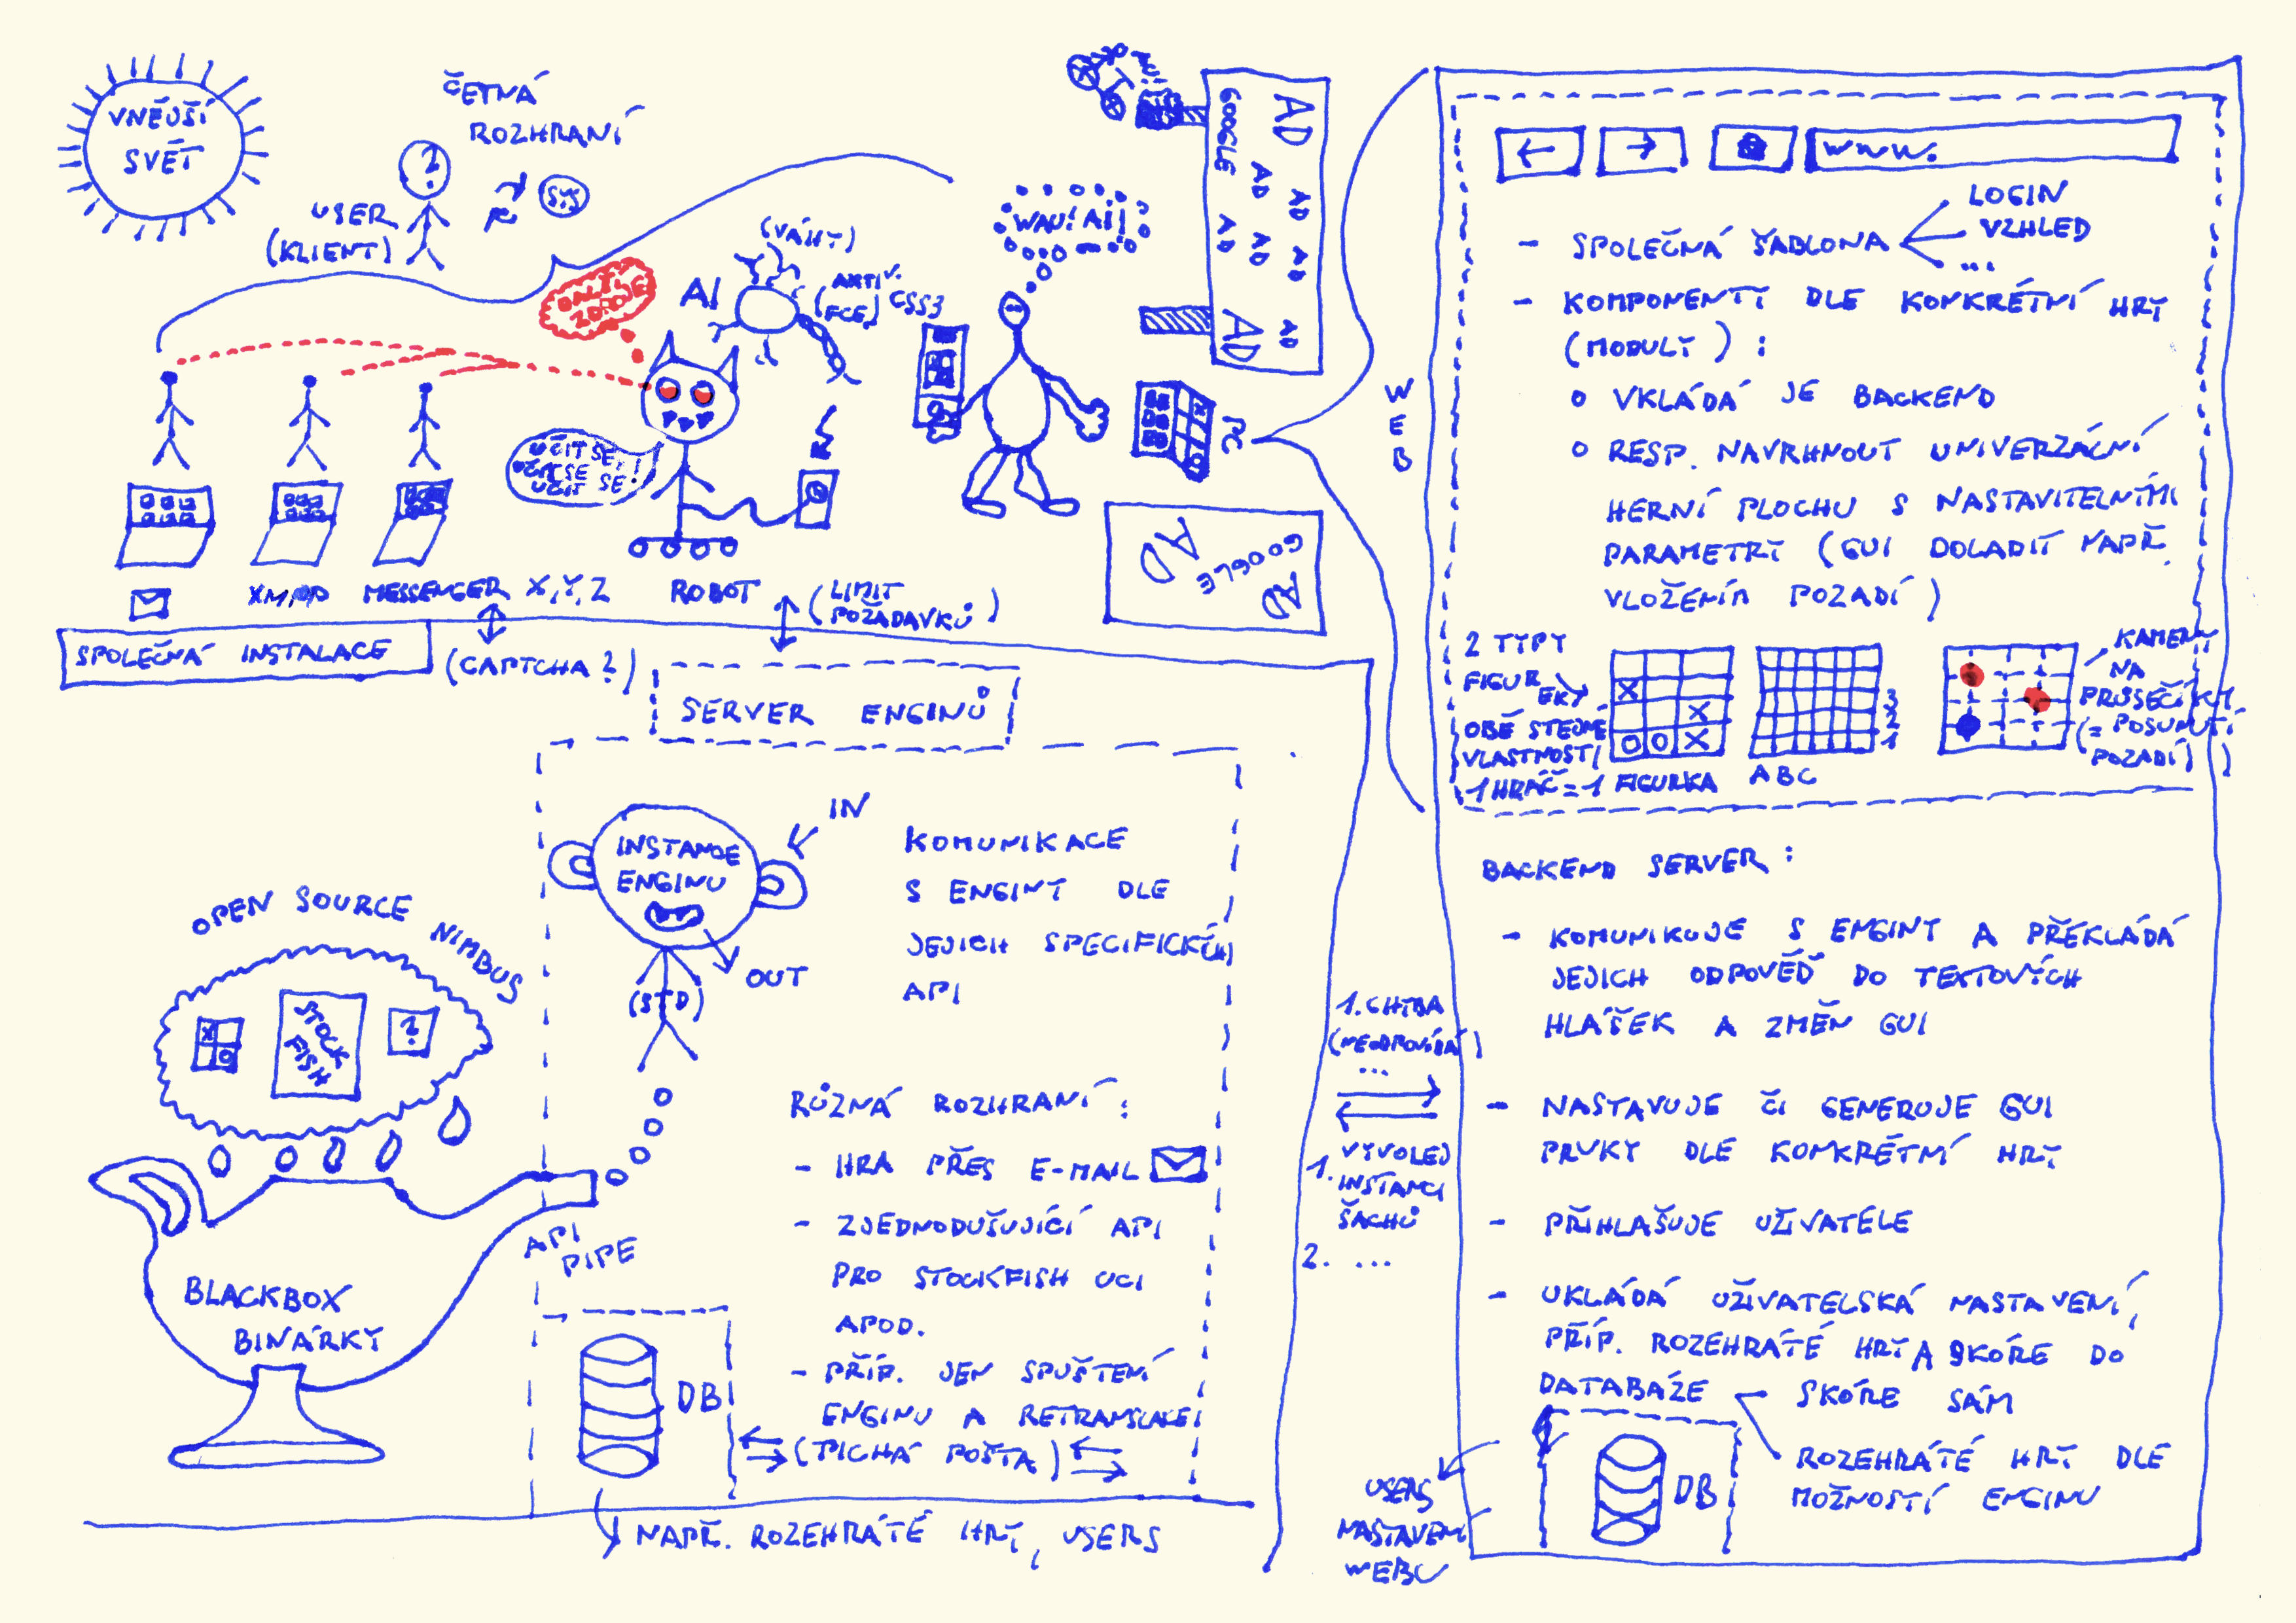 VNĚJŠÍ
SVĚT
ČETNÁ
ROZHRANÍ
?
USER
(KLIENT)
SYS
AI
(VÁHY)
(AKTIV.
FCE)
CSS3
WAU! AI!
UČIT SE,
UČIT SE
UČIT SE!
GOOGLE
AD
AD
AD
AD
AD
AD
AD
AD
AD
PC
GOOGLE
AD
AD
MESSENGER X, Y, Z
ROBOT
(LIMIT
POŽADAVKŮ)
SPOLEČNÁ INSTALACE
(CAPTCHA?)
SERVER ENGINŮ
INSTANCE
ENGINU
IN
OUT
(STD)
KOMUNIKACE
S ENGINY DLE
JEJICH SPECIFICKÝCH
API
OPEN SOURCE NIMBUS
X
O
STOCK
FISH
?
BLACKBOX
BINÁRKY
API
PIPE
RŮZNÁ ROZHRANÍ:
- HRA PŘES E-MAIL
- ZJEDNODUŠUJÍCÍ API
PRO STOCKFISH UCI
APOD.
- PŘÍP. JEN SPUŠTENÍ
ENGINU A RETRANSLACE
(TICHÁ POŠTA)
DB
NAPŘ. ROZEHRÁTÉ HRY, USERS
WEB
1. CHYBA
(NEODPOVÍDÁ)
...
1. VYVOLEJ
INSTANCI
ŠACHŮ
2. ...
USERS
NASTAVENÍ
WEBU
WWW.
- SPOLEČNÁ ŠABLONA
LOGIN
VZHLED
...
- KOMPONENTY DLE KONKRÉTNÍ HRY
(MODULY):
o VKLÁDÁ JE BACKEND
o RESP. NAVRHNOUT UNIVERZÁLNÍ
HERNÍ PLOCHU S NASTAVITELNÝMI
PARAMETRY (GUI DOLADIT NAPŘ.
VLOŽENÍM POZADÍ)
2 TYPY
FIGUREK
OBĚ STEJNÉ
VLASTNOSTI
1 HRÁČ = 1 FIGURKA
X
X
O O X
3
2
1
A B C
KAMENY
NA
PRŮSEČÍKY
(= POSUNUTÍ
POZADÍ)
BACKEND SERVER:
- KOMUNIKUJE S ENGINY A PŘEKLÁDÁ
JEJICH ODPOVĚĎ DO TEXTOVÝCH
HLÁŠEK A ZMĚN GUI
- NASTAVUJE ČI GENERUJE GUI
PRVKY DLE KONKRÉTNÍ HRY
- PŘIHLAŠUJE UŽIVATELE
- UKLÁDÁ UŽIVATELSKÁ NASTAVENÍ,
PŘÍP. ROZEHRÁTÉ HRY A SKÓRE DO
DATABÁZE
SKÓRE SÁM
ROZEHRÁTÉ HRY DLE
MOŽNOSTÍ ENGINU
DB